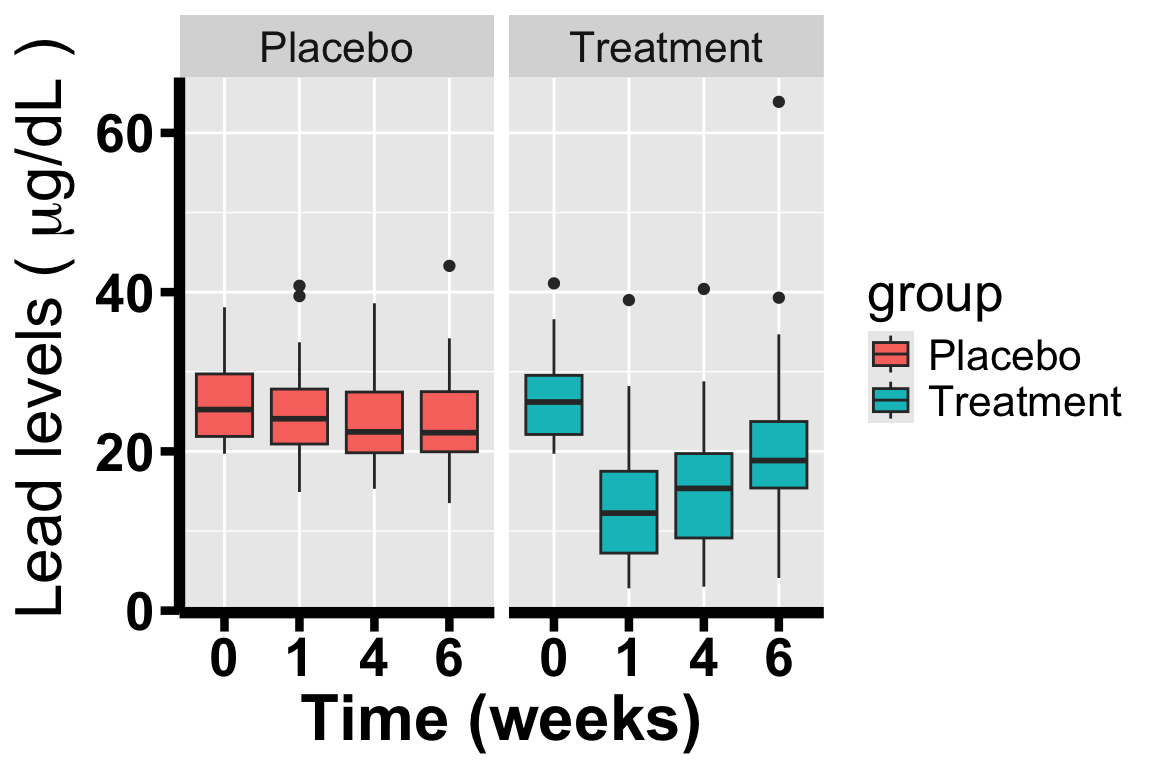 Placebo
Treatment
Lead levels ( μg/dL )
60
40
20
0
0 1 4 6
0 1 4 6
Time (weeks)
group
Placebo
Treatment